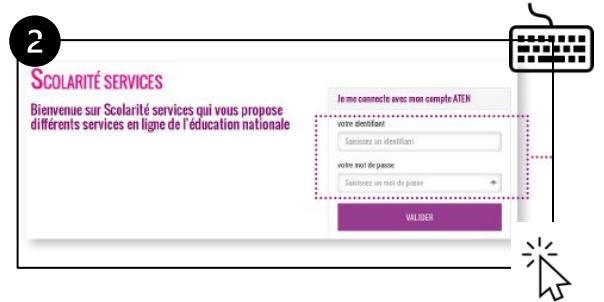 2
SCOLARITÉ SERVICES
Bienvenue sur Scolarité services qui vous propose
différents services en ligne de l'éducation nationale
Je me connecte avec mon compte ATEN
votre identifiant
Saisissez un identifiant
votre mot de passe
Saisissez un mot de passe
VALIDER